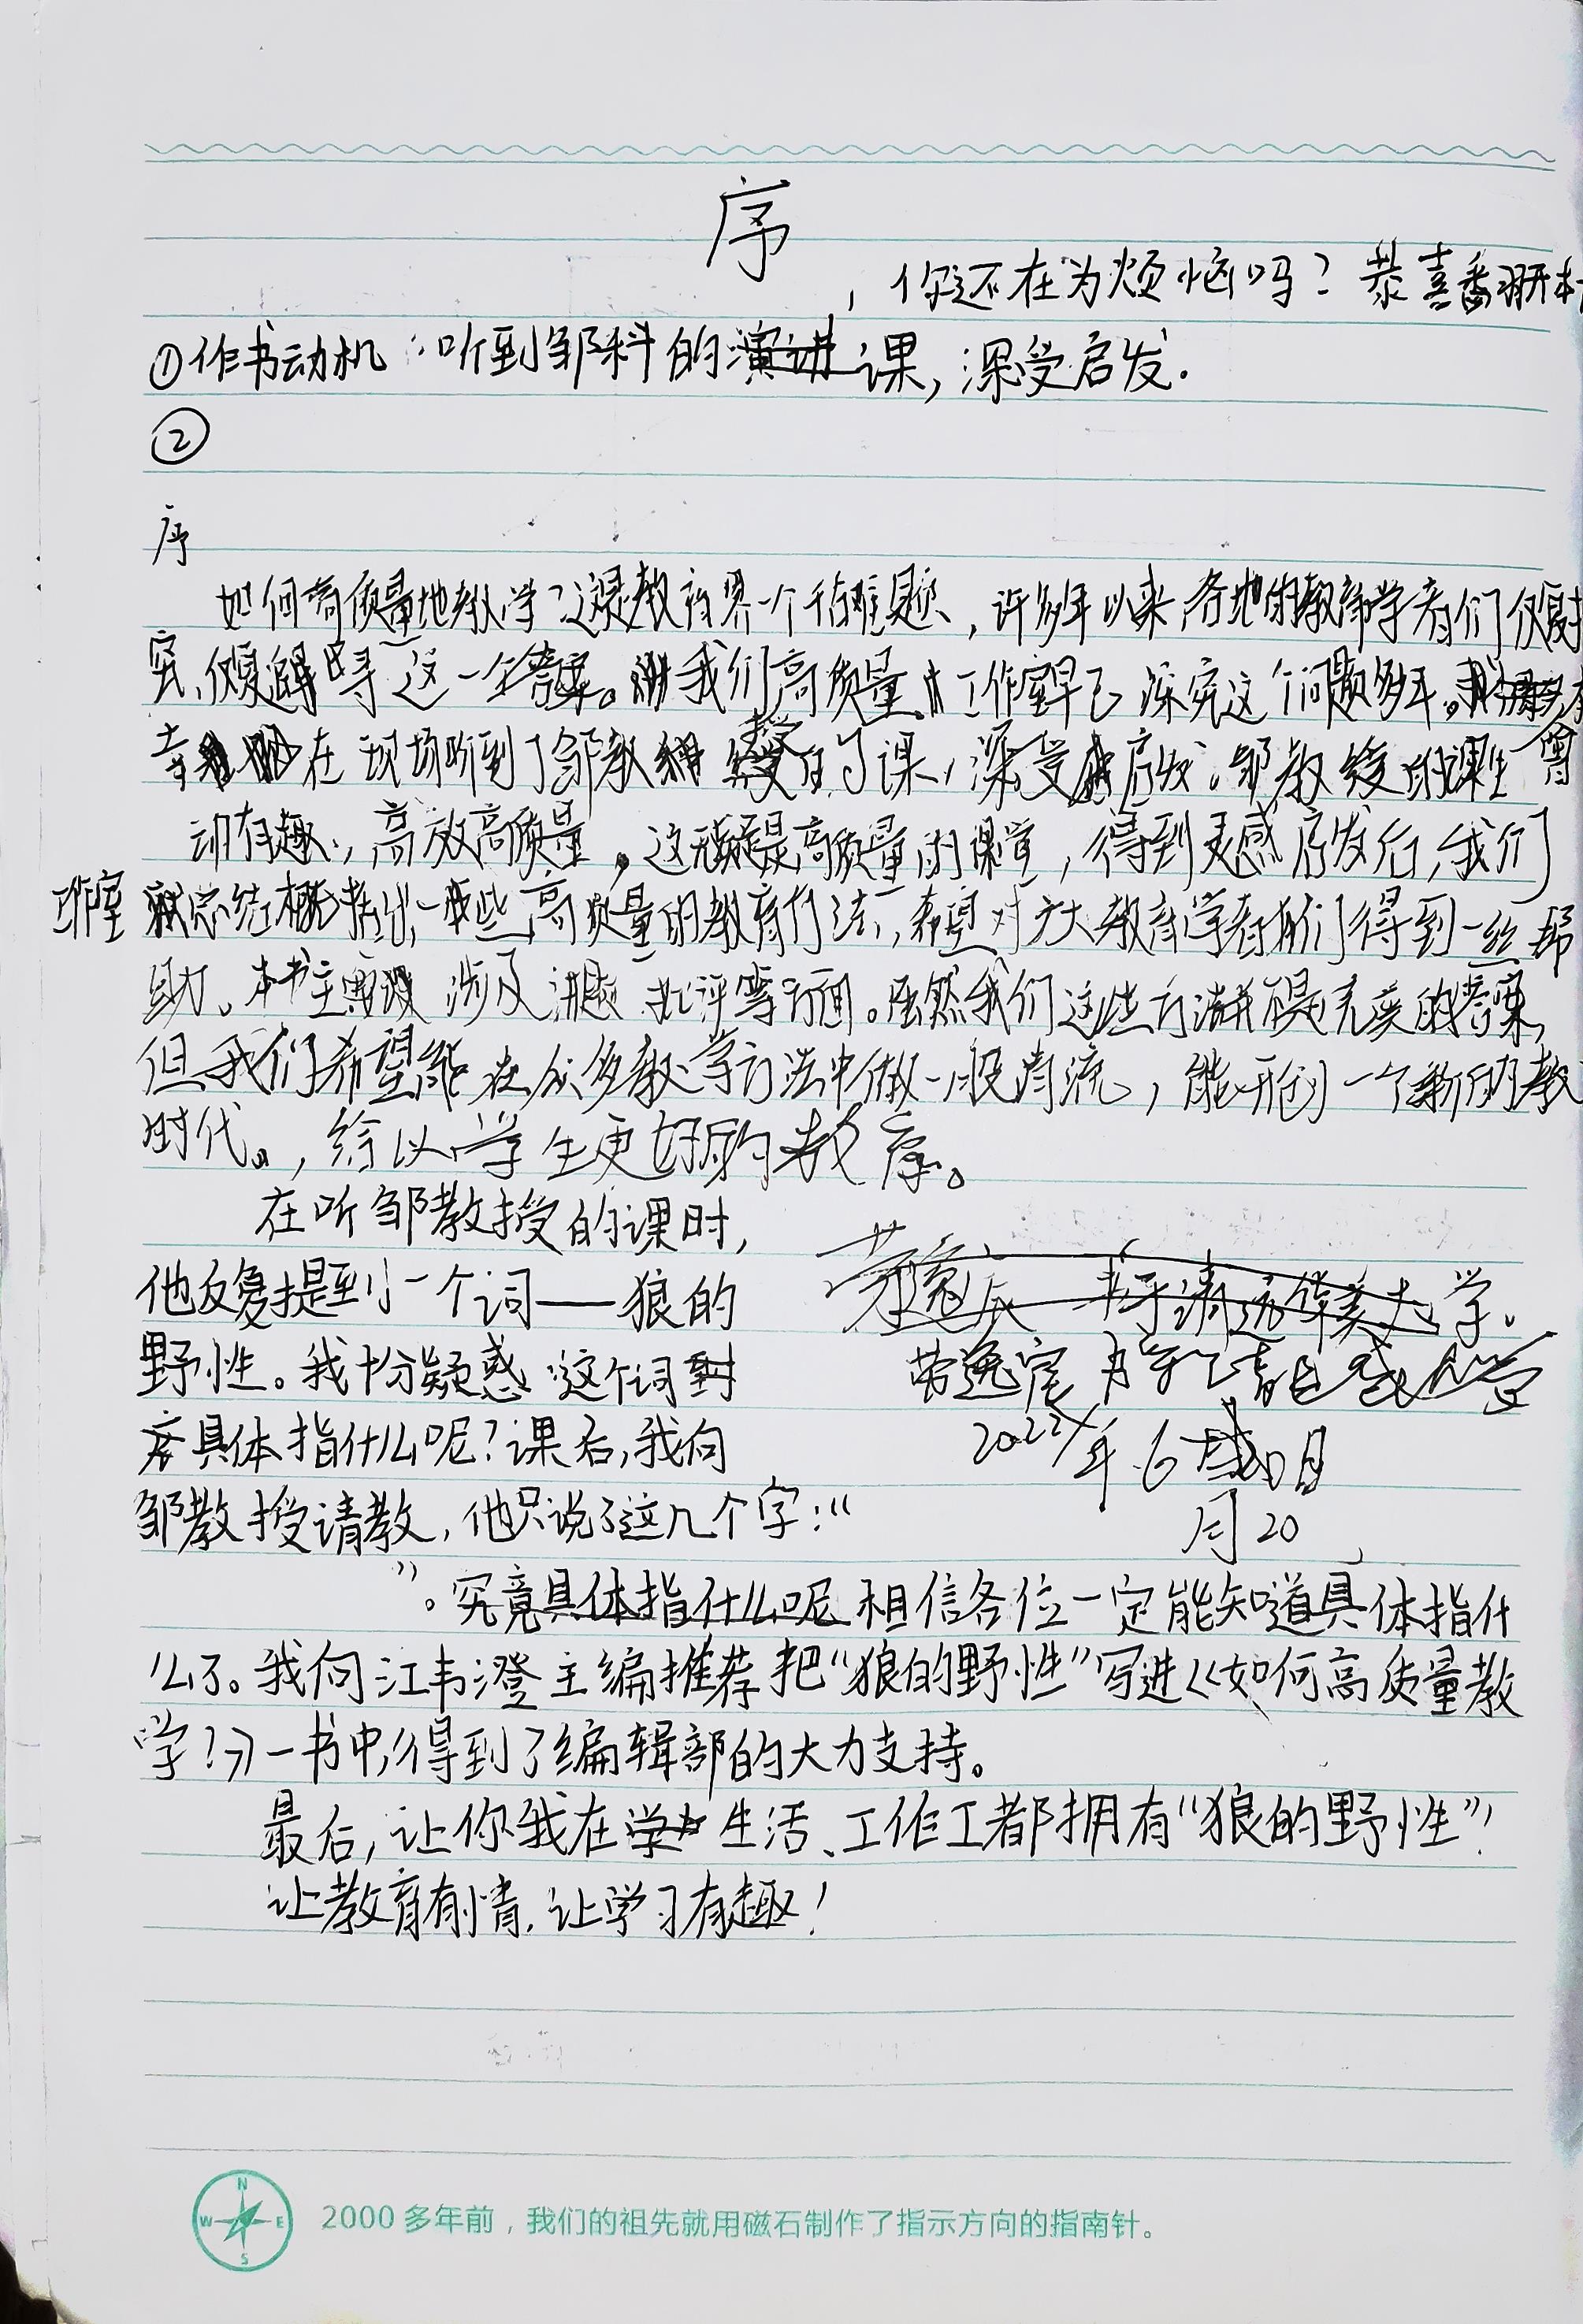 序
，你还在为烦恼吗？恭喜翻开本
①作书动机：听到邹科的演讲课，深受启发.
②
序
如何高质量地教学？这是教育界一个千古难题，许多年以来各地的教育学者们仅
究、解导这一个答案。我们高质量工作室早已深究这个问题多年。
幸在现场听到了邹教授的课，深受启发。邹教授的课生
动有趣，高效高质量，这无疑是高质量的课堂，得到灵感启发后，我们
工作室总结概括出一些高质量的教育方法，希望对广大教育学者们得到一丝帮
助。本书主要涉及讲题、批评等方面。虽然我们这些方法并不是完美的答案，
但我们希望能在众多教学方法中做一股清流，能开创一个新的教
时代。，给以学生更好的教育。
在听邹教授的课时，
他反复提到一个词——狼的
野性。我十分疑惑 这个词到
底具体指什么呢？课后，我向
邹教授请教，他只说了这几个字：“
2022年6
月20
”。究竟具体指什么呢 相信各位一定能知道具体指什
么了。我向江韦澄主编推荐把“狼的野性”写进《如何高质量教
学？》一书中，得到了编辑部的大力支持。
最后，让你我在生活、工作工都拥有“狼的野性”！
让教育有情，让学习有趣！
2000多年前，我们的祖先就用磁石制作了指示方向的指南针。
N
W E
S